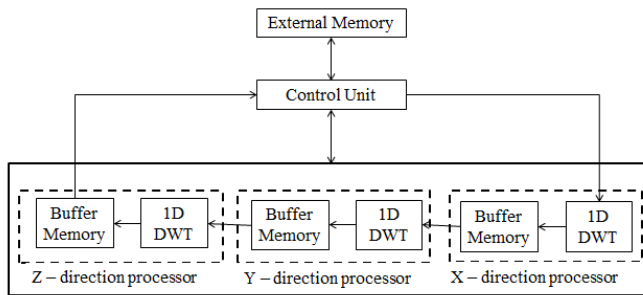 External Memory
Control Unit
Buffer
Memory
1D
DWT
Buffer
Memory
1D
DWT
Buffer
Memory
1D
DWT
Z – direction processor
Y – direction processor
X – direction processor